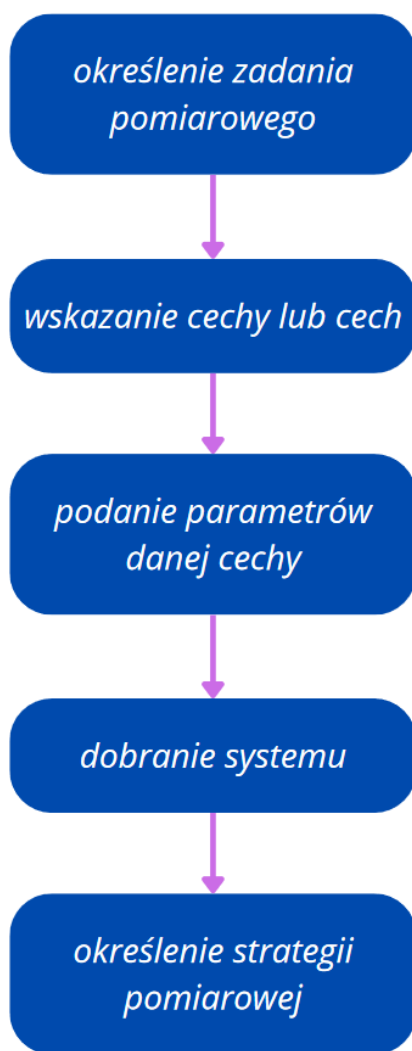 określenie zadania
pomiarowego
wskazanie cechy lub cech
podanie parametrów
danej cechy
dobranie systemu
określenie strategii
pomiarowej